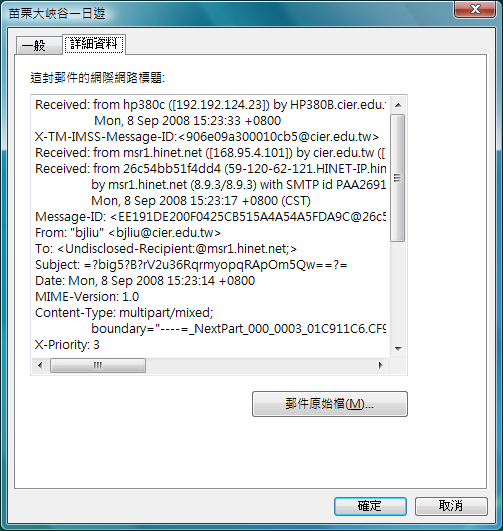 苗栗大峽谷一日遊
一般
詳細資料
這封郵件的網際網路標題:
Received: from hp380c ([192.192.124.23]) by HP380B.cier.edu.
Mon, 8 Sep 2008 15:23:33 +0800
X-TM-IMSS-Message-ID:<906e09a300010cb5@cier.edu.tw>
Received: from msr1.hinet.net ([168.95.4.101]) by cier.edu.tw ([
Received: from 26c54bb51f4dd4 (59-120-62-121.HINET-IP.hin
by msr1.hinet.net (8.9.3/8.9.3) with SMTP id PAA2691
Mon, 8 Sep 2008 15:23:17 +0800 (CST)
Message-ID: <EE191DE200F0425CB515A4A54A5FDA9C@26c5
From: "bjliu" <bjliu@cier.edu.tw>
To: <Undisclosed-Recipient:@msr1.hinet.net;>
Subject: =?big5?B?rV2u36RqrmyopqRApOm5Qw==?=
Date: Mon, 8 Sep 2008 15:23:14 +0800
MIME-Version: 1.0
Content-Type: multipart/mixed;
boundary="----=_NextPart_000_0003_01C911C6.CF9
X-Priority: 3
郵件原始檔(M)...
確定
取消